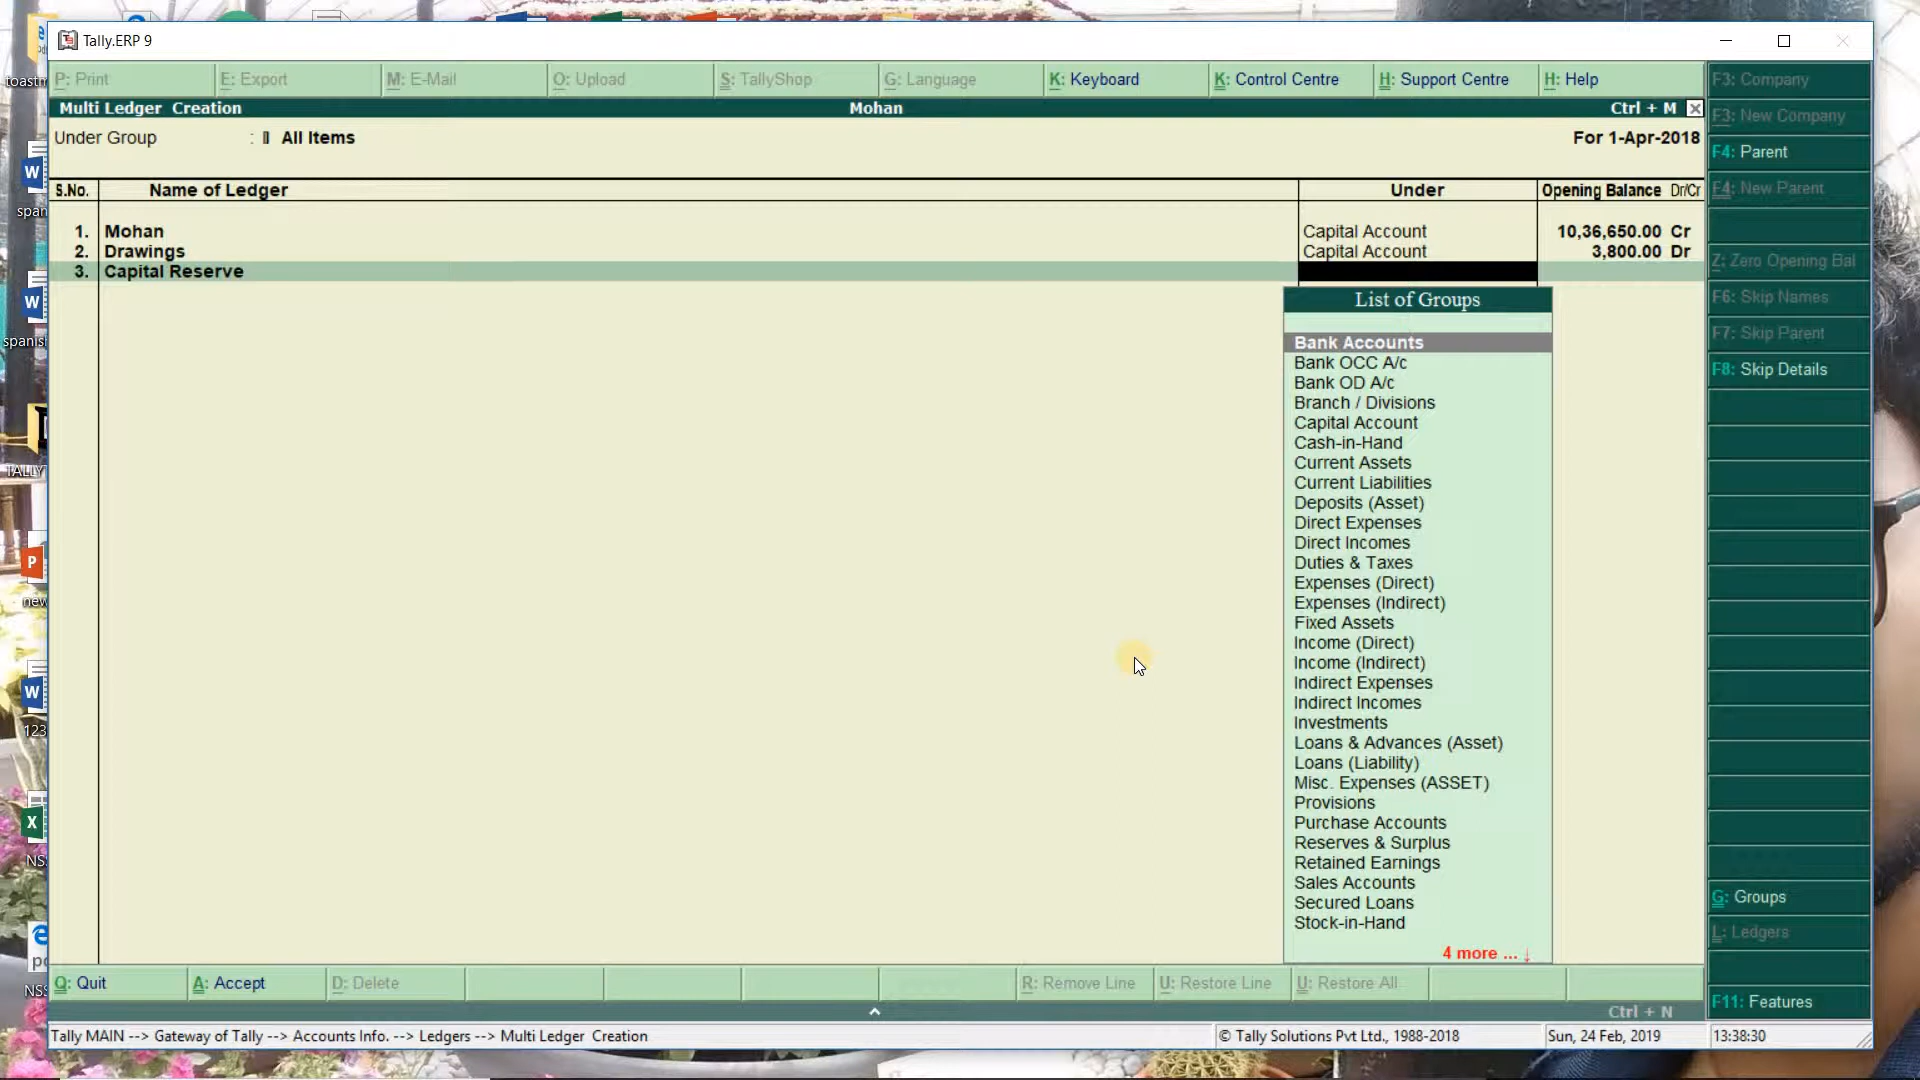 Tally.ERP 9
P: Print
E: Export
M: E-Mail
O: Upload
S: TallyShop
G: Language
K: Keyboard
K: Control Centre
H: Support Centre
H: Help
Multi Ledger Creation
Mohan
Ctrl + M
Under Group : All Items
For 1-Apr-2018
S.No. Name of Ledger Under Opening Balance Dr/Cr
1. Mohan Capital Account 10,36,650.00 Cr
2. Drawings Capital Account 3,800.00 Dr
3. Capital Reserve
List of Groups
Bank Accounts
Bank OCC A/c
Bank OD A/c
Branch / Divisions
Capital Account
Cash-in-Hand
Current Assets
Current Liabilities
Deposits (Asset)
Direct Expenses
Direct Incomes
Duties & Taxes
Expenses (Direct)
Expenses (Indirect)
Fixed Assets
Income (Direct)
Income (Indirect)
Indirect Expenses
Indirect Incomes
Investments
Loans & Advances (Asset)
Loans (Liability)
Misc. Expenses (ASSET)
Provisions
Purchase Accounts
Reserves & Surplus
Retained Earnings
Sales Accounts
Secured Loans
Stock-in-Hand
4 more ... ↓
F3: Company
F3: New Company
F4: Parent
F4: New Parent
Z: Zero Opening Bal
F6: Skip Names
F7: Skip Parent
F8: Skip Details
G: Groups
L: Ledgers
F11: Features
Q: Quit
A: Accept
D: Delete
R: Remove Line
U: Restore Line
U: Restore All
Ctrl + N
Tally MAIN --> Gateway of Tally --> Accounts Info. --> Ledgers --> Multi Ledger Creation
© Tally Solutions Pvt Ltd., 1988-2018
Sun, 24 Feb, 2019
13:38:30
toastm
span
spanis
TALLY
new
123
NSS
NSS